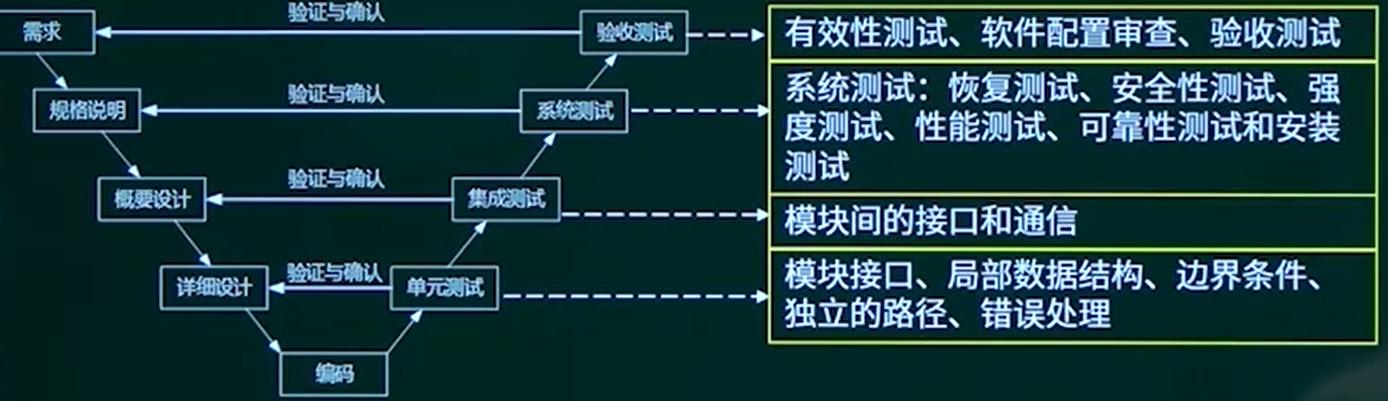 验证与确认
需求
验收测试
有效性测试、软件配置审查、验收测试
验证与确认
规格说明
系统测试
系统测试：恢复测试、安全性测试、强
度测试、性能测试、可靠性测试和安装
测试
验证与确认
概要设计
集成测试
模块间的接口和通信
验证与确认
详细设计
单元测试
模块接口、局部数据结构、边界条件、
独立的路径、错误处理
编码